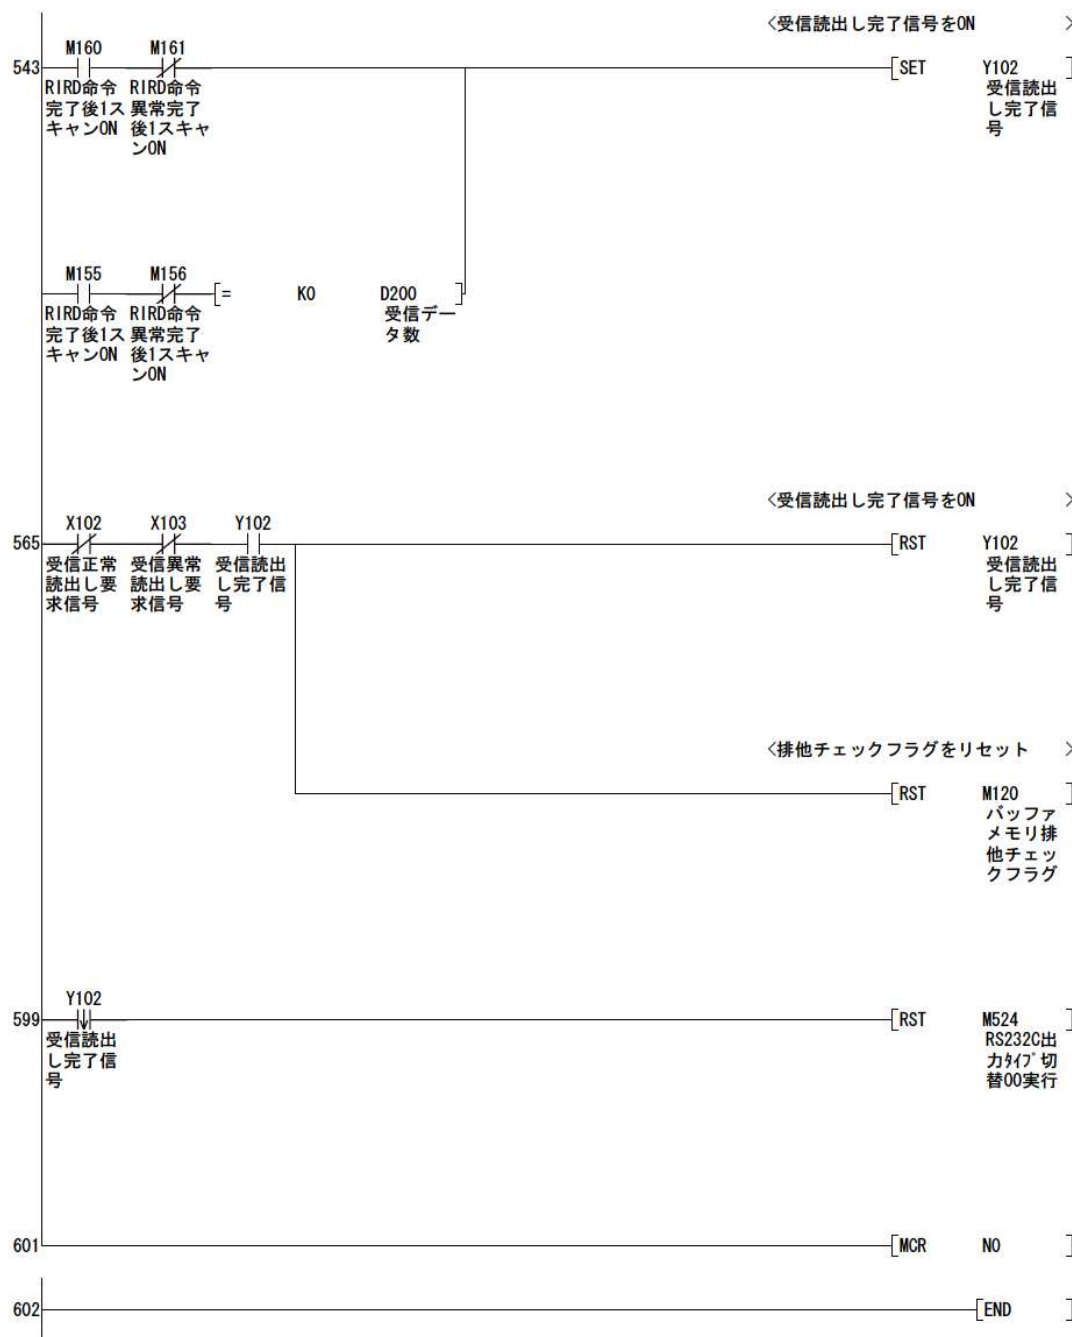 <受信読出し完了信号をON >
M160 M161
543 [SET Y102 ]
RIRD命令 RIRD命令 受信読出
完了後1ス 異常完了 し完了信
キャンON 後1スキャ 号
ンON
M155 M156
[= K0 D200 ]
RIRD命令 RIRD命令 受信デー
完了後1ス 異常完了 タ数
キャンON 後1スキャ
ンON
<受信読出し完了信号をON >
X102 X103 Y102
565 [RST Y102 ]
受信正常 受信異常 受信読出 受信読出
読出し要 読出し要 し完了信 し完了信
求信号 求信号 号 号
<排他チェックフラグをリセット >
[RST M120 ]
バッファ
メモリ排
他チェッ
クフラグ
Y102
599 [RST M524 ]
受信読出 RS232C出
し完了信 力ﾀｲﾌﾟ切
号 替00実行
601 [MCR N0 ]
602 [END ]